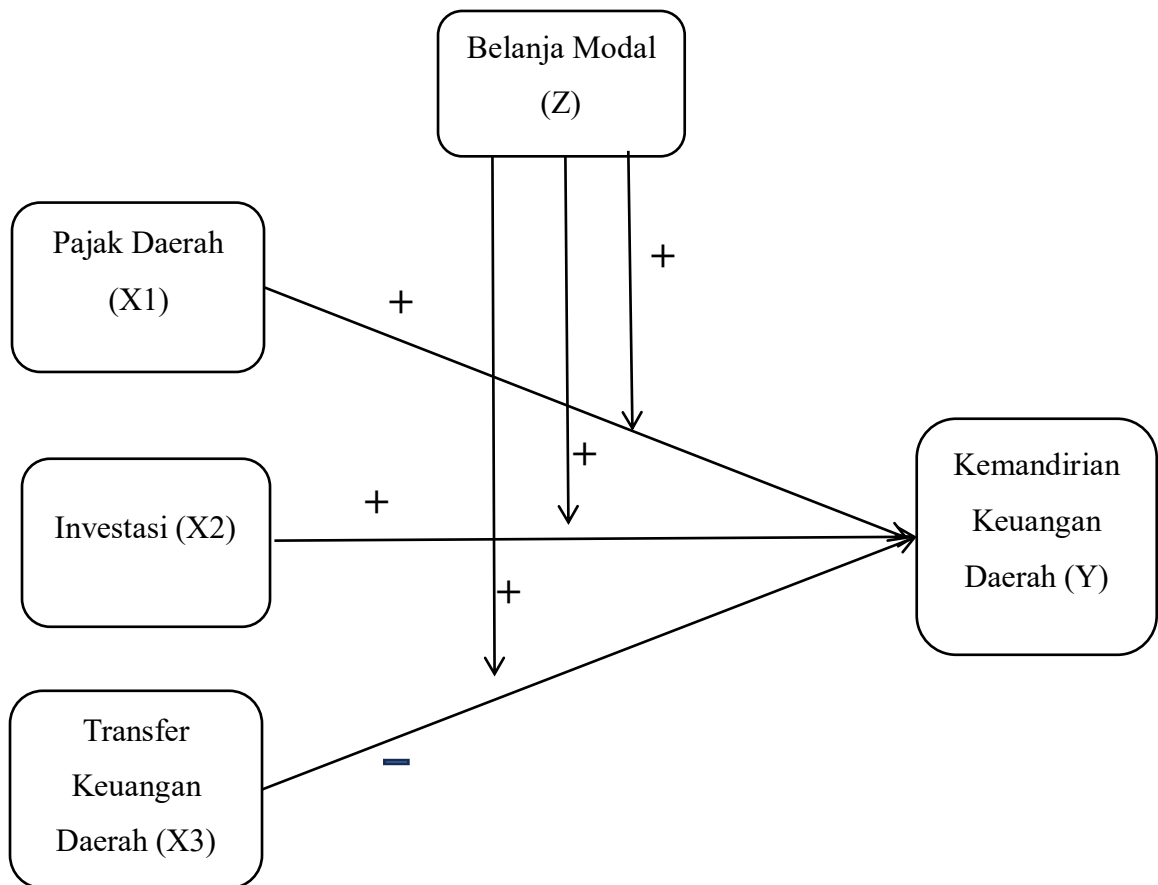 Belanja Modal
(Z)
Pajak Daerah
(X1)
+
+
Investasi (X2)
+
+
+
Kemandirian
Keuangan
Daerah (Y)
Transfer
Keuangan
Daerah (X3)
-